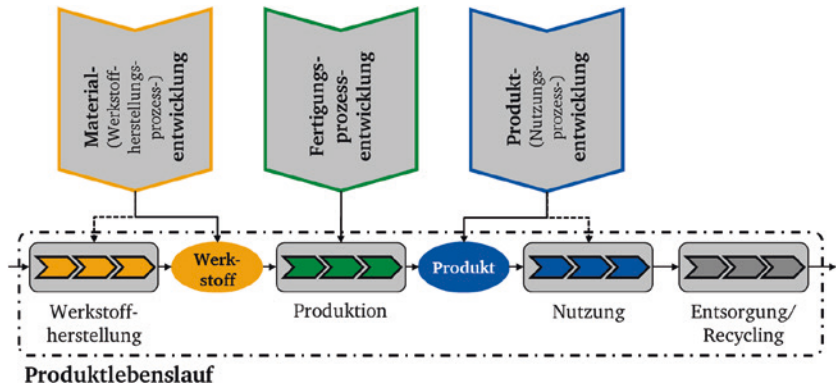 Material-
(Werkstoff-
herstellungs-
prozess-)
entwicklung
Fertigungs-
prozess-
entwicklung
Produkt-
(Nutzungs-
prozess-)
entwicklung
Werk-
stoff
Produkt
Werkstoff-
herstellung
Produktion
Nutzung
Entsorgung/
Recycling
Produktlebenslauf